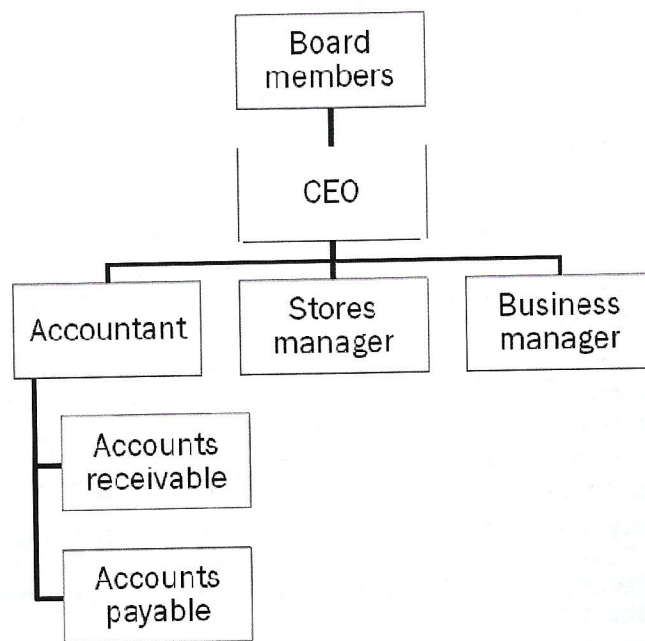 Board
members
CEO
Accountant
Stores
manager
Business
manager
Accounts
receivable
Accounts
payable